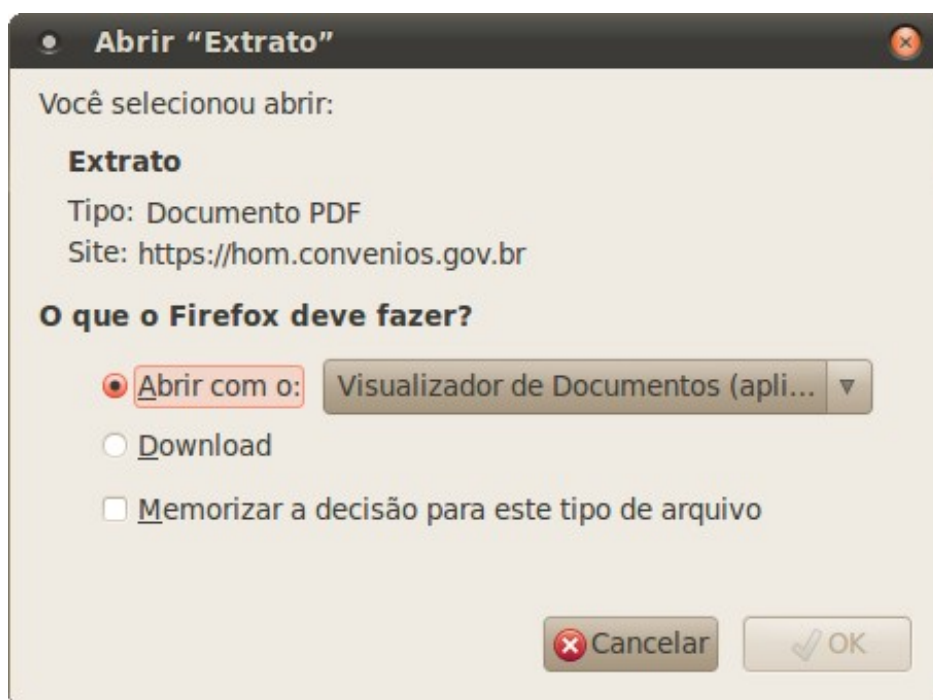 Abrir “Extrato”
Você selecionou abrir:
Extrato
Tipo: Documento PDF
Site: https://hom.convenios.gov.br
O que o Firefox deve fazer?
Abrir com o: Visualizador de Documentos (apli...
Download
Memorizar a decisão para este tipo de arquivo
Cancelar OK